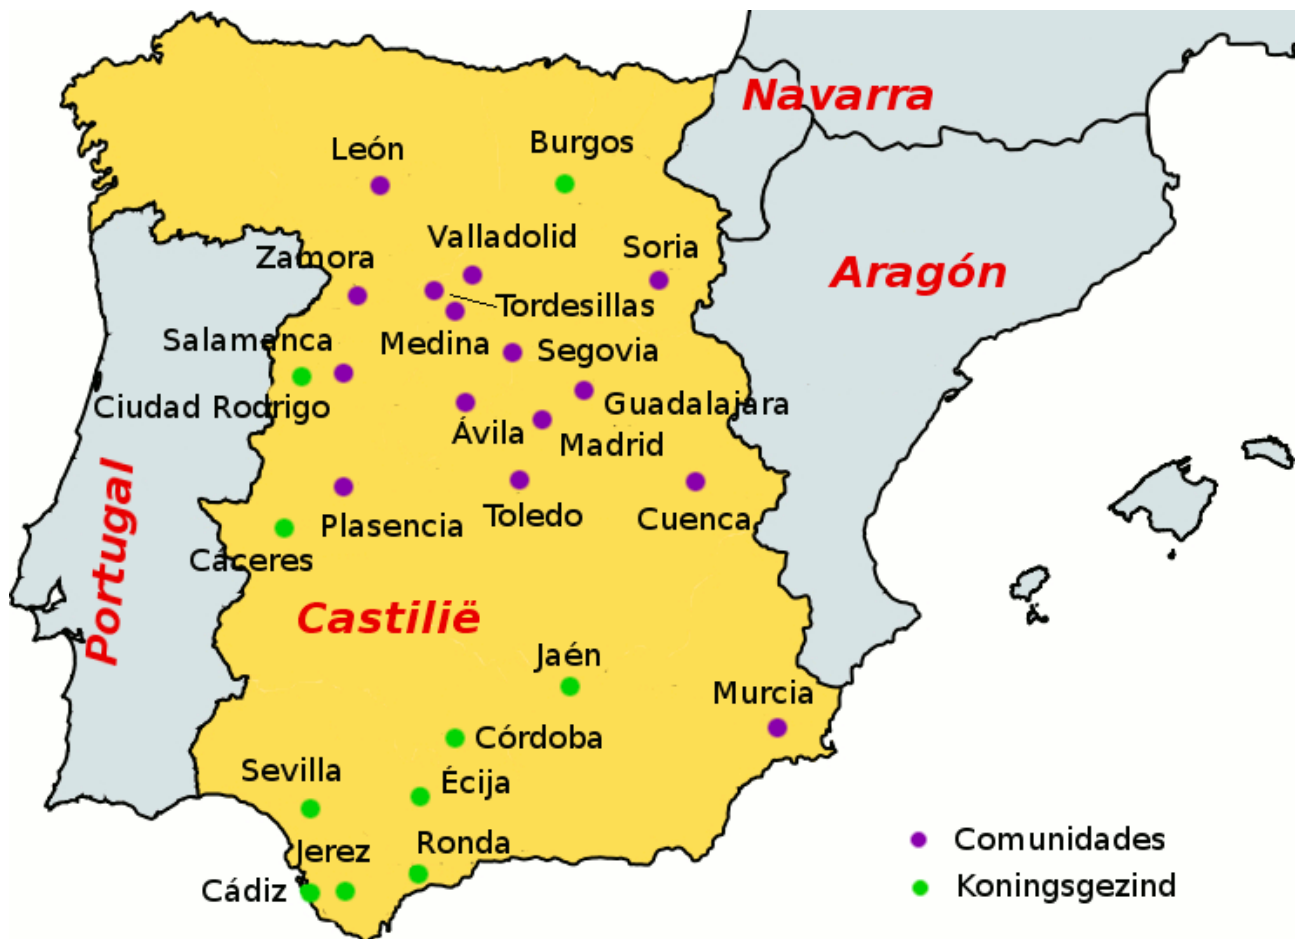 Navarra
León
Burgos
Valladolid
Soria
Zamora
Aragón
Tordesillas
Salamanca
Medina
Segovia
Ciudad Rodrigo
Guadalajara
Ávila
Madrid
Portugal
Plasencia
Toledo
Cuenca
Cáceres
Castilië
Jaén
Murcia
Córdoba
Sevilla
Écija
Jerez
Ronda
Cádiz
Comunidades
Koningsgezind